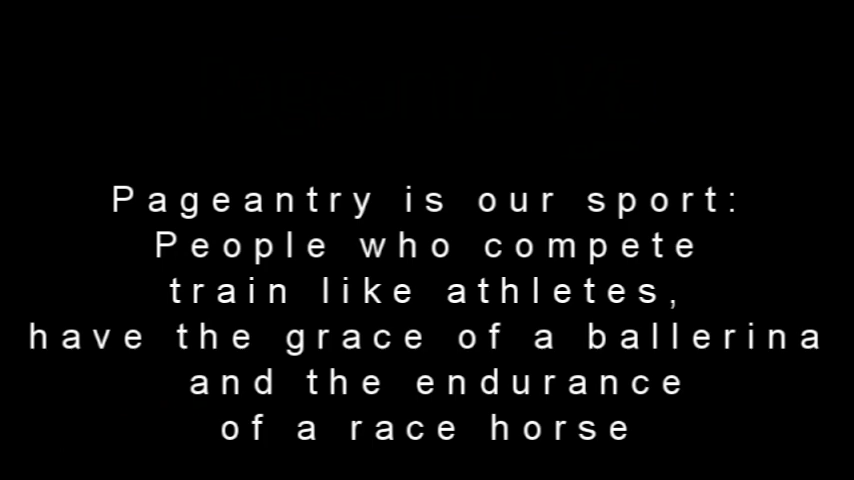 Pageantry is our sport:
People who compete
train like athletes,
have the grace of a ballerina
and the endurance
of a race horse